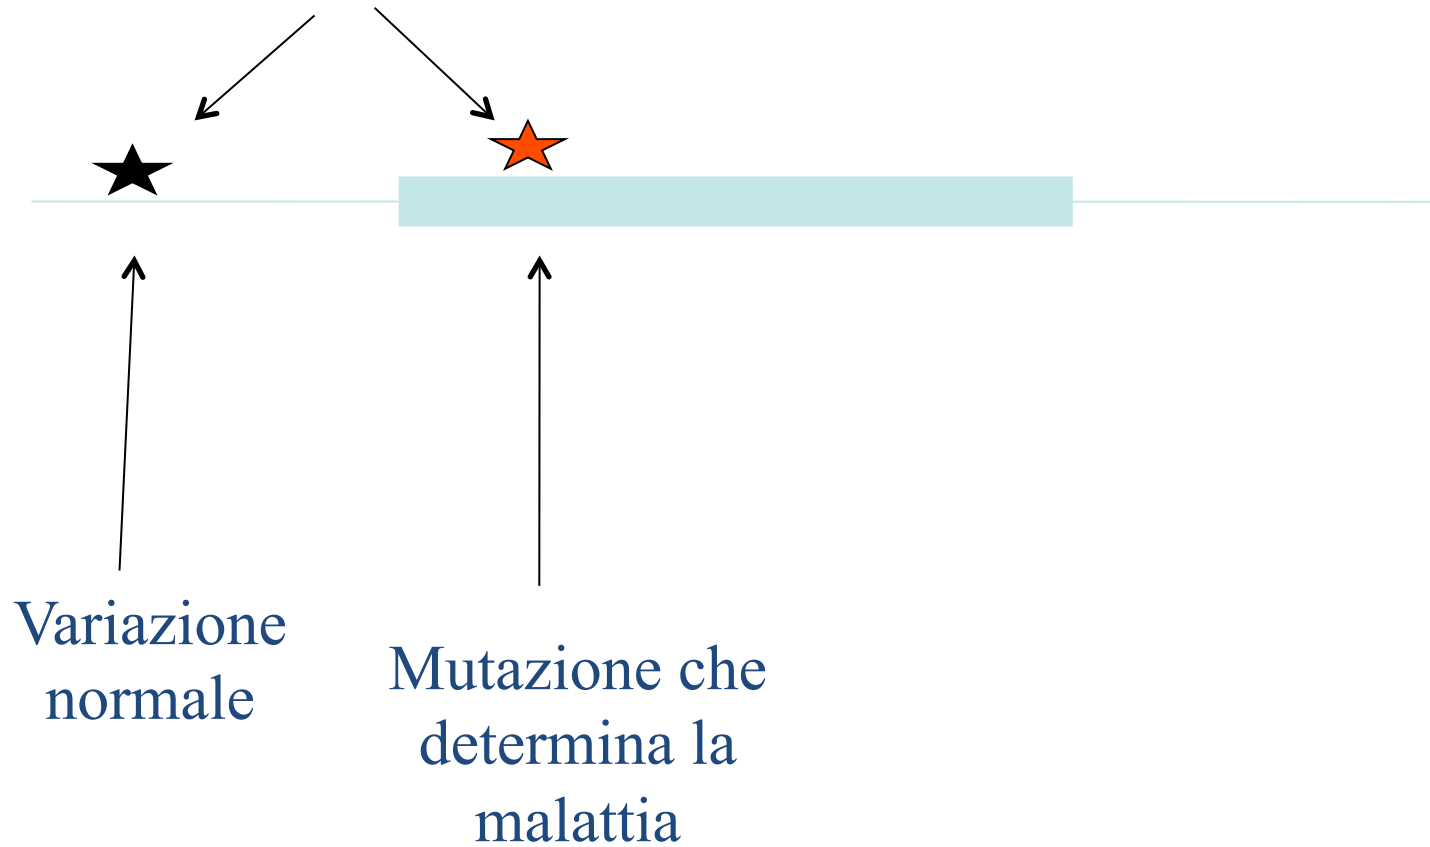 Variazione
normale
Mutazione che
determina la
malattia